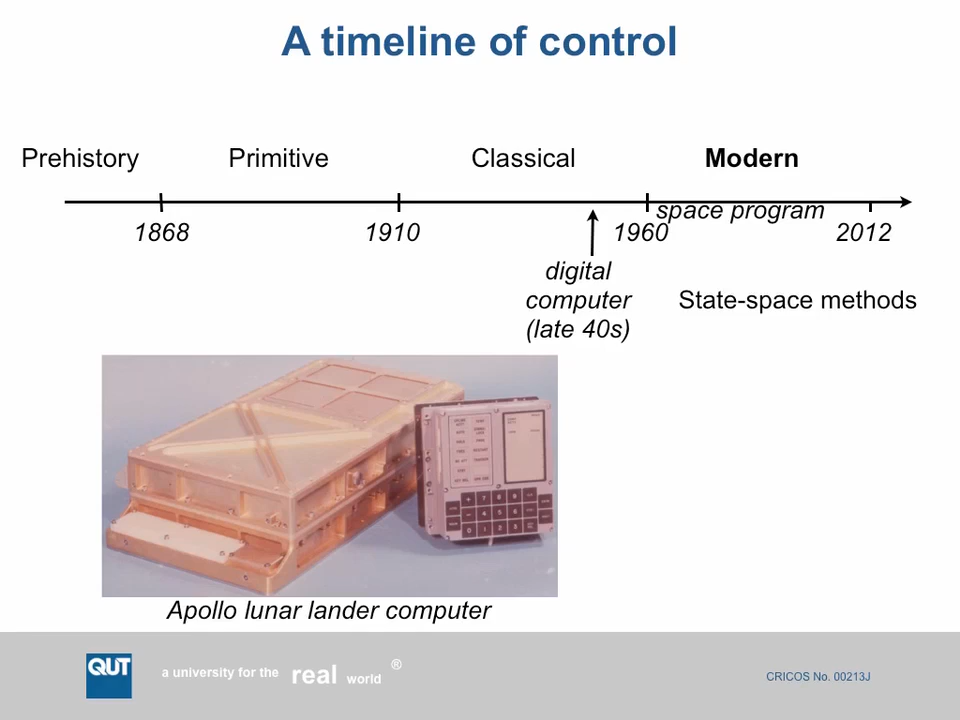 A timeline of control
Prehistory Primitive Classical Modern
space program
1868 1910 1960 2012
digital
computer
(late 40s)
State-space methods
Apollo lunar lander computer
QUT
a university for the real world ®
CRICOS No. 00213J